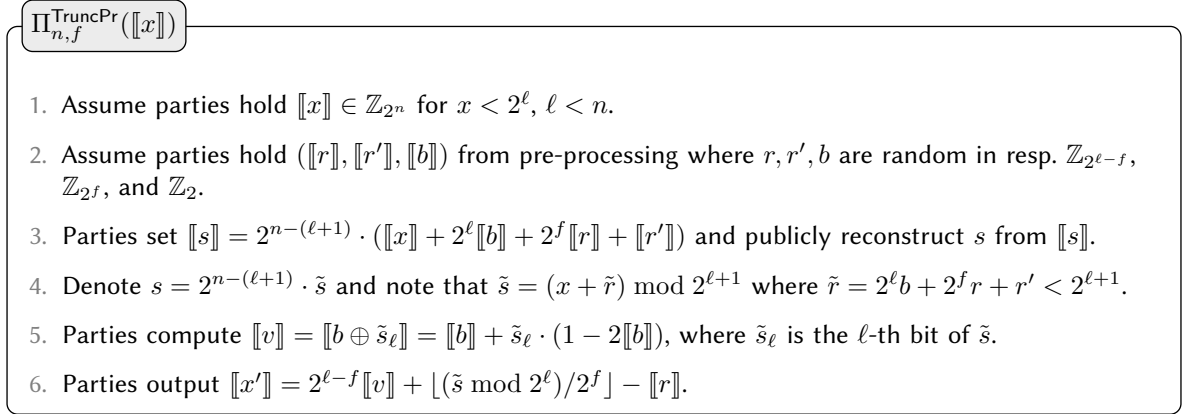 Π^{TruncPr}_{n,f}(⟦x⟧)
1. Assume parties hold ⟦x⟧ ∈ ℤ_{2^n} for x < 2^ℓ, ℓ < n.
2. Assume parties hold (⟦r⟧, ⟦r′⟧, ⟦b⟧) from pre-processing where r, r′, b are random in resp. ℤ_{2^{ℓ−f}},
ℤ_{2^f}, and ℤ_2.
3. Parties set ⟦s⟧ = 2^{n−(ℓ+1)} · (⟦x⟧ + 2^ℓ⟦b⟧ + 2^f⟦r⟧ + ⟦r′⟧) and publicly reconstruct s from ⟦s⟧.
4. Denote s = 2^{n−(ℓ+1)} · s̃ and note that s̃ = (x + r̃) mod 2^{ℓ+1} where r̃ = 2^ℓb + 2^fr + r′ < 2^{ℓ+1}.
5. Parties compute ⟦v⟧ = ⟦b ⊕ s̃_ℓ⟧ = ⟦b⟧ + s̃_ℓ · (1 − 2⟦b⟧), where s̃_ℓ is the ℓ-th bit of s̃.
6. Parties output ⟦x′⟧ = 2^{ℓ−f}⟦v⟧ + ⌊(s̃ mod 2^ℓ)/2^f⌋ − ⟦r⟧.